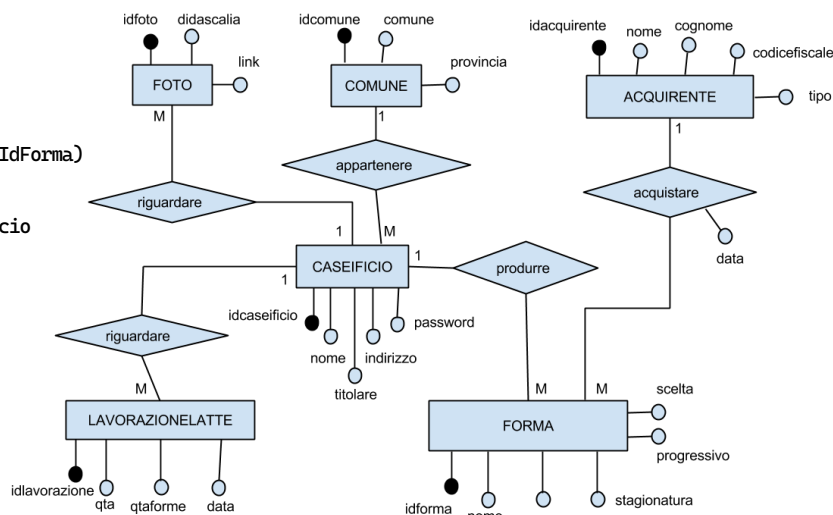 idfoto didascalia
link
FOTO
M
idcomune comune
provincia
COMUNE
1
idacquirente nome cognome
codicefiscale
tipo
ACQUIRENTE
1
IdForma)
cio
riguardare
appartenere
acquistare
data
1
M
CASEIFICIO
1
1
produrre
idcaseificio
nome
titolare
indirizzo
password
riguardare
M
LAVORAZIONELATTE
idlavorazione
qta
qtaforme
data
M
M
FORMA
scelta
progressivo
idforma
nome
stagionatura